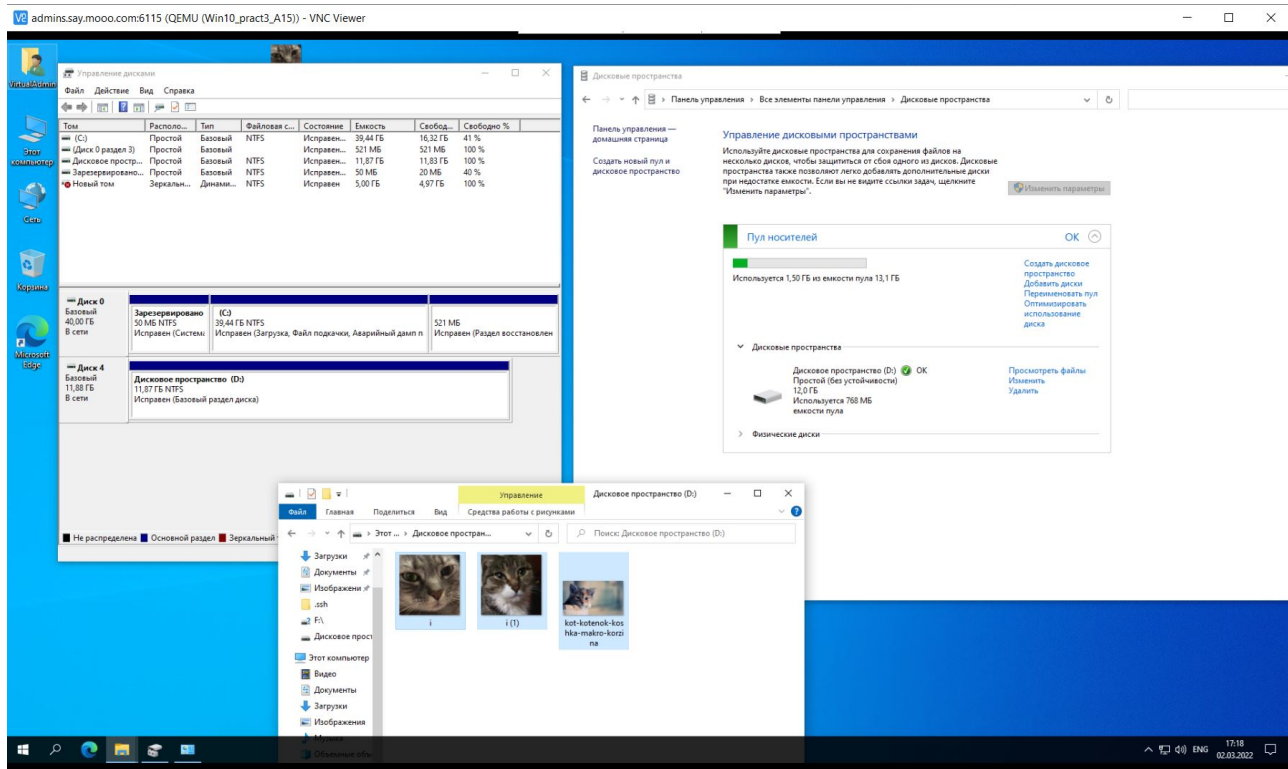 admins.say.mooo.com:6115 (QEMU (Win10_pract3_A15)) - VNC Viewer
VirtualAdmin
Этот компьютер
Сеть
Корзина
Microsoft Edge
Управление дисками
Файл Действие Вид Справка
Том Располо... Тип Файловая с... Состояние Емкость Свобод... Свободно %
(C:) Простой Базовый NTFS Исправен... 39,44 ГБ 16,32 ГБ 41 %
(Диск 0 раздел 3) Простой Базовый Исправен... 521 МБ 521 МБ 100 %
Дисковое простр... Простой Базовый NTFS Исправен... 11,87 ГБ 11,83 ГБ 100 %
Зарезервировано... Простой Базовый NTFS Исправен... 50 МБ 20 МБ 40 %
Новый том Зеркальн... Динами... NTFS Исправен 5,00 ГБ 4,97 ГБ 100 %
Диск 0
Базовый
40,00 ГБ
В сети
Зарезервировано
50 МБ NTFS
Исправен (Система
(C:)
39,44 ГБ NTFS
Исправен (Загрузка, Файл подкачки, Аварийный дамп п
521 МБ
Исправен (Раздел восстановлен
Диск 4
Базовый
11,88 ГБ
В сети
Дисковое пространство (D:)
11,87 ГБ NTFS
Исправен (Базовый раздел диска)
Не распределена Основной раздел Зеркальный
Дисковые пространства
Панель управления Все элементы панели управления Дисковые пространства
Панель управления —
домашняя страница
Создать новый пул и
дисковое пространство
Управление дисковыми пространствами
Используйте дисковые пространства для сохранения файлов на
несколько дисков, чтобы защититься от сбоя одного из дисков. Дисковые
пространства также позволяют легко добавлять дополнительные диски
при недостатке емкости. Если вы не видите ссылки задач, щелкните
"Изменить параметры".
Изменить параметры
Пул носителей
ОК
Используется 1,50 ГБ из емкости пула 13,1 ГБ
Создать дисковое
пространство
Добавить диски
Переименовать пул
Оптимизировать
использование
диска
Дисковые пространства
Дисковое пространство (D:) ОК
Простой (без устойчивости)
12,0 ГБ
Используется 768 МБ
емкости пула
Просмотреть файлы
Изменить
Удалить
Физические диски
Управление
Дисковое пространство (D:)
Файл Главная Поделиться Вид Средства работы с рисунками
Этот ... Дисковое простран...
Поиск: Дисковое пространство (D:)
Загрузки
Документы
Изображени
.ssh
F:\
Дисковое прост
Этот компьютер
Видео
Документы
Загрузки
Изображения
Музыка
Объемные объ
i
i (1)
kot-kotenok-kos
hka-makro-korzi
na
ENG
17:18
02.03.2022